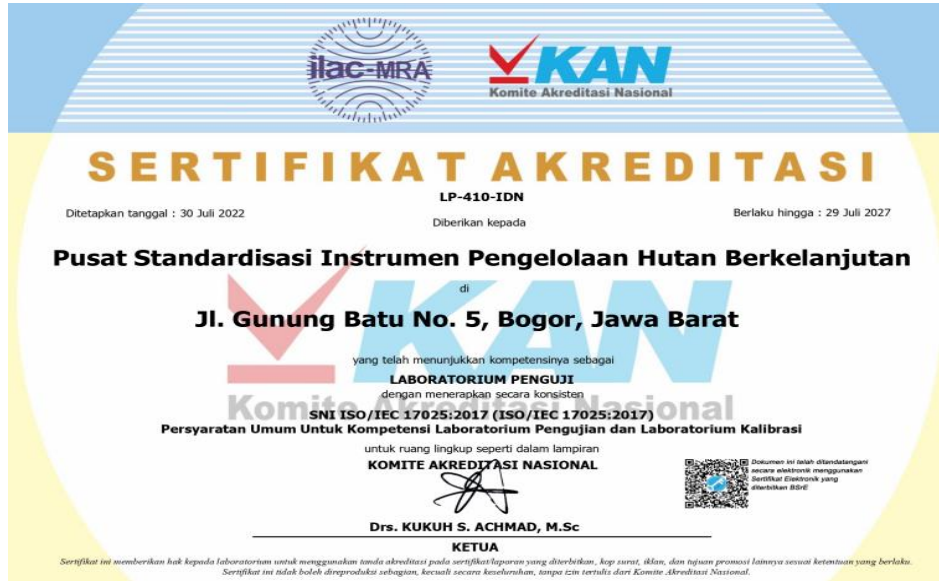 ilac-MRA
KAN
Komite Akreditasi Nasional
SERTIFIKAT AKREDITASI
LP-410-IDN
Ditetapkan tanggal : 30 Juli 2022
Berlaku hingga : 29 Juli 2027
Diberikan kepada
Pusat Standardisasi Instrumen Pengelolaan Hutan Berkelanjutan
di
Jl. Gunung Batu No. 5, Bogor, Jawa Barat
yang telah menunjukkan kompetensinya sebagai
LABORATORIUM PENGUJI
dengan menerapkan secara konsisten
KAN
Komite Akreditasi Nasional
SNI ISO/IEC 17025:2017 (ISO/IEC 17025:2017)
Persyaratan Umum Untuk Kompetensi Laboratorium Pengujian dan Laboratorium Kalibrasi
untuk ruang lingkup seperti dalam lampiran
KOMITE AKREDITASI NASIONAL
Dokumen ini telah ditandatangani
secara elektronik menggunakan
Sertifikat Elektronik yang
diterbitkan BSrE
Drs. KUKUH S. ACHMAD, M.Sc
KETUA
Sertifikat ini memberikan hak kepada laboratorium untuk menggunakan tanda akreditasi pada sertifikat/laporan yang diterbitkan, kop surat, iklan, dan tujuan promosi lainnya sesuai ketentuan yang berlaku.
Sertifikat ini tidak boleh direproduksi sebagian, kecuali secara keseluruhan, tanpa izin tertulis dari Komite Akreditasi Nasional.